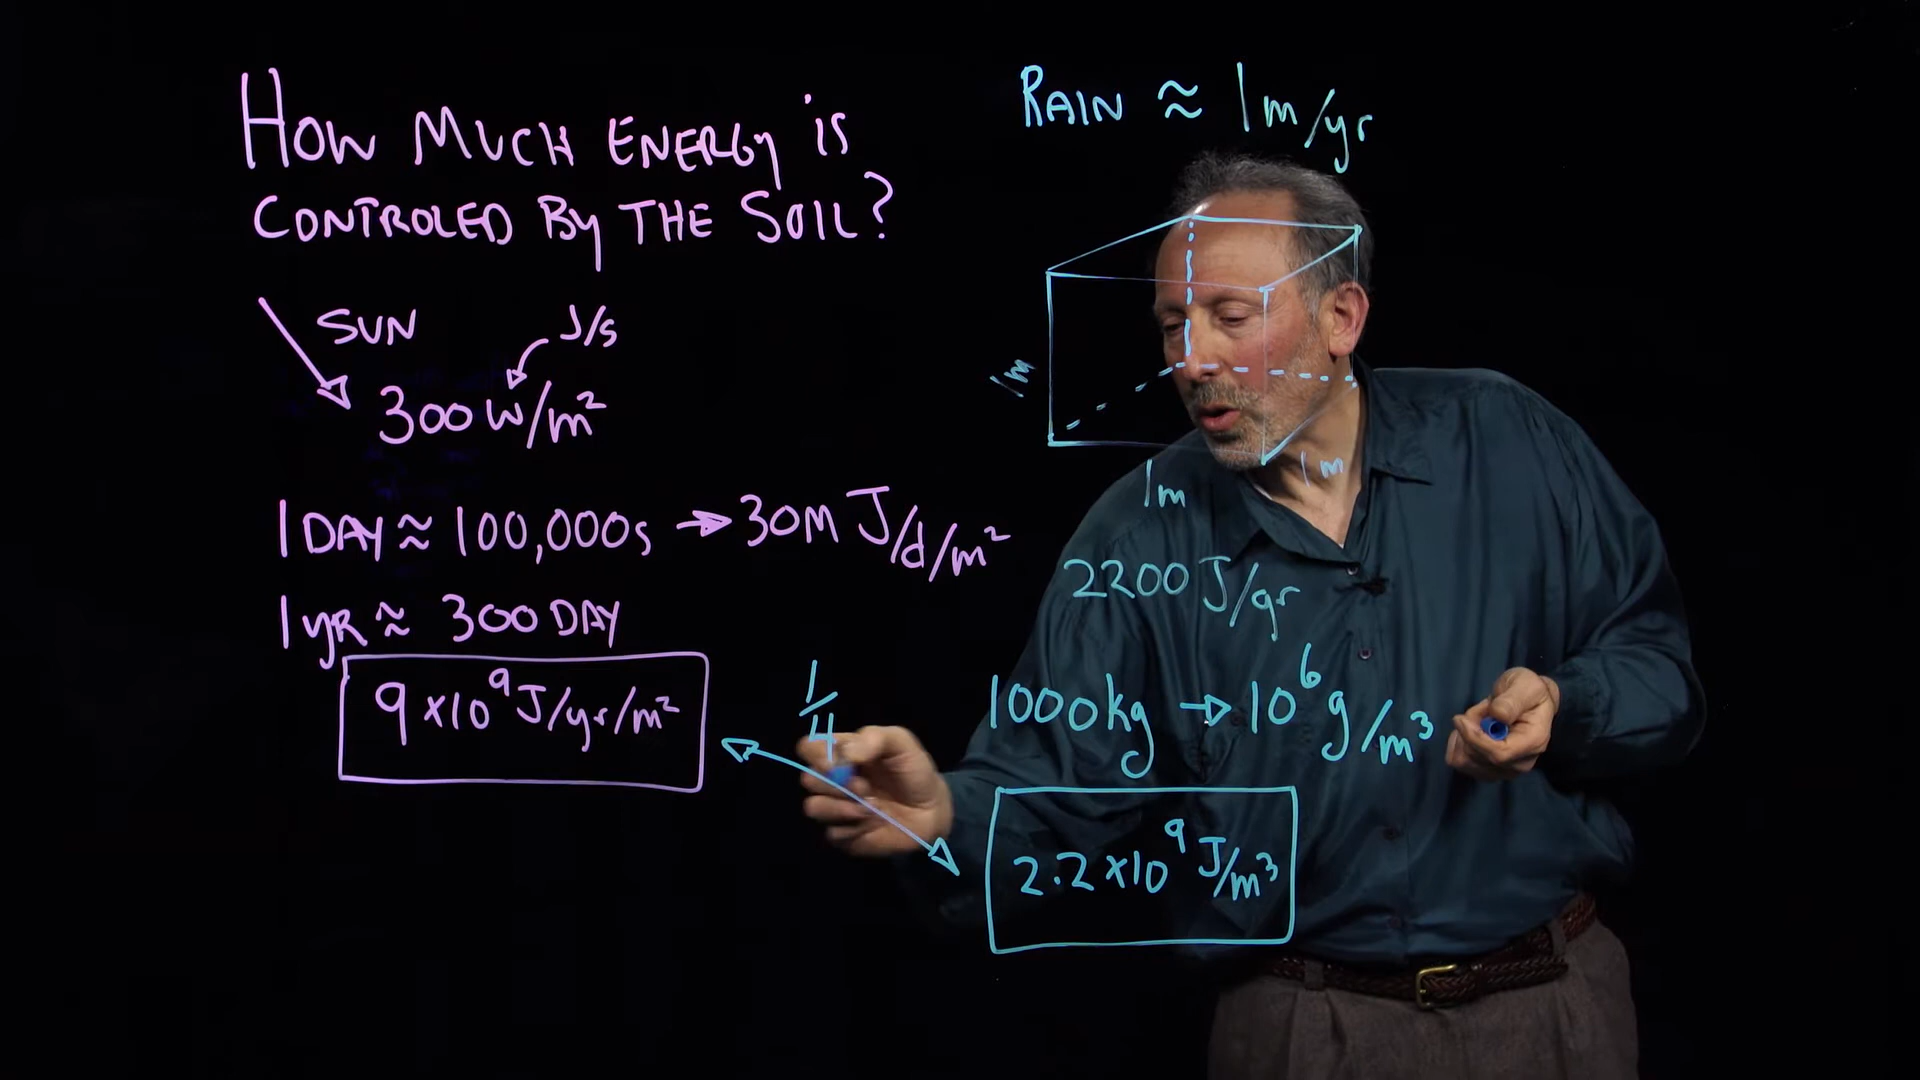 HOW MUCH ENERGY is
CONTROLED By THE SOIL?
SUN
J/s
300 W/m²
1 DAY ≈ 100,000s → 30M J/d/m²
1 yR ≈ 300 DAY
9 × 10⁹ J/yr/m²
1/4
RAIN ≈ 1m/yr
1m
1m
1m
2200 J/gr
1000kg → 10⁶ g/m³
2.2 × 10⁹ J/m³